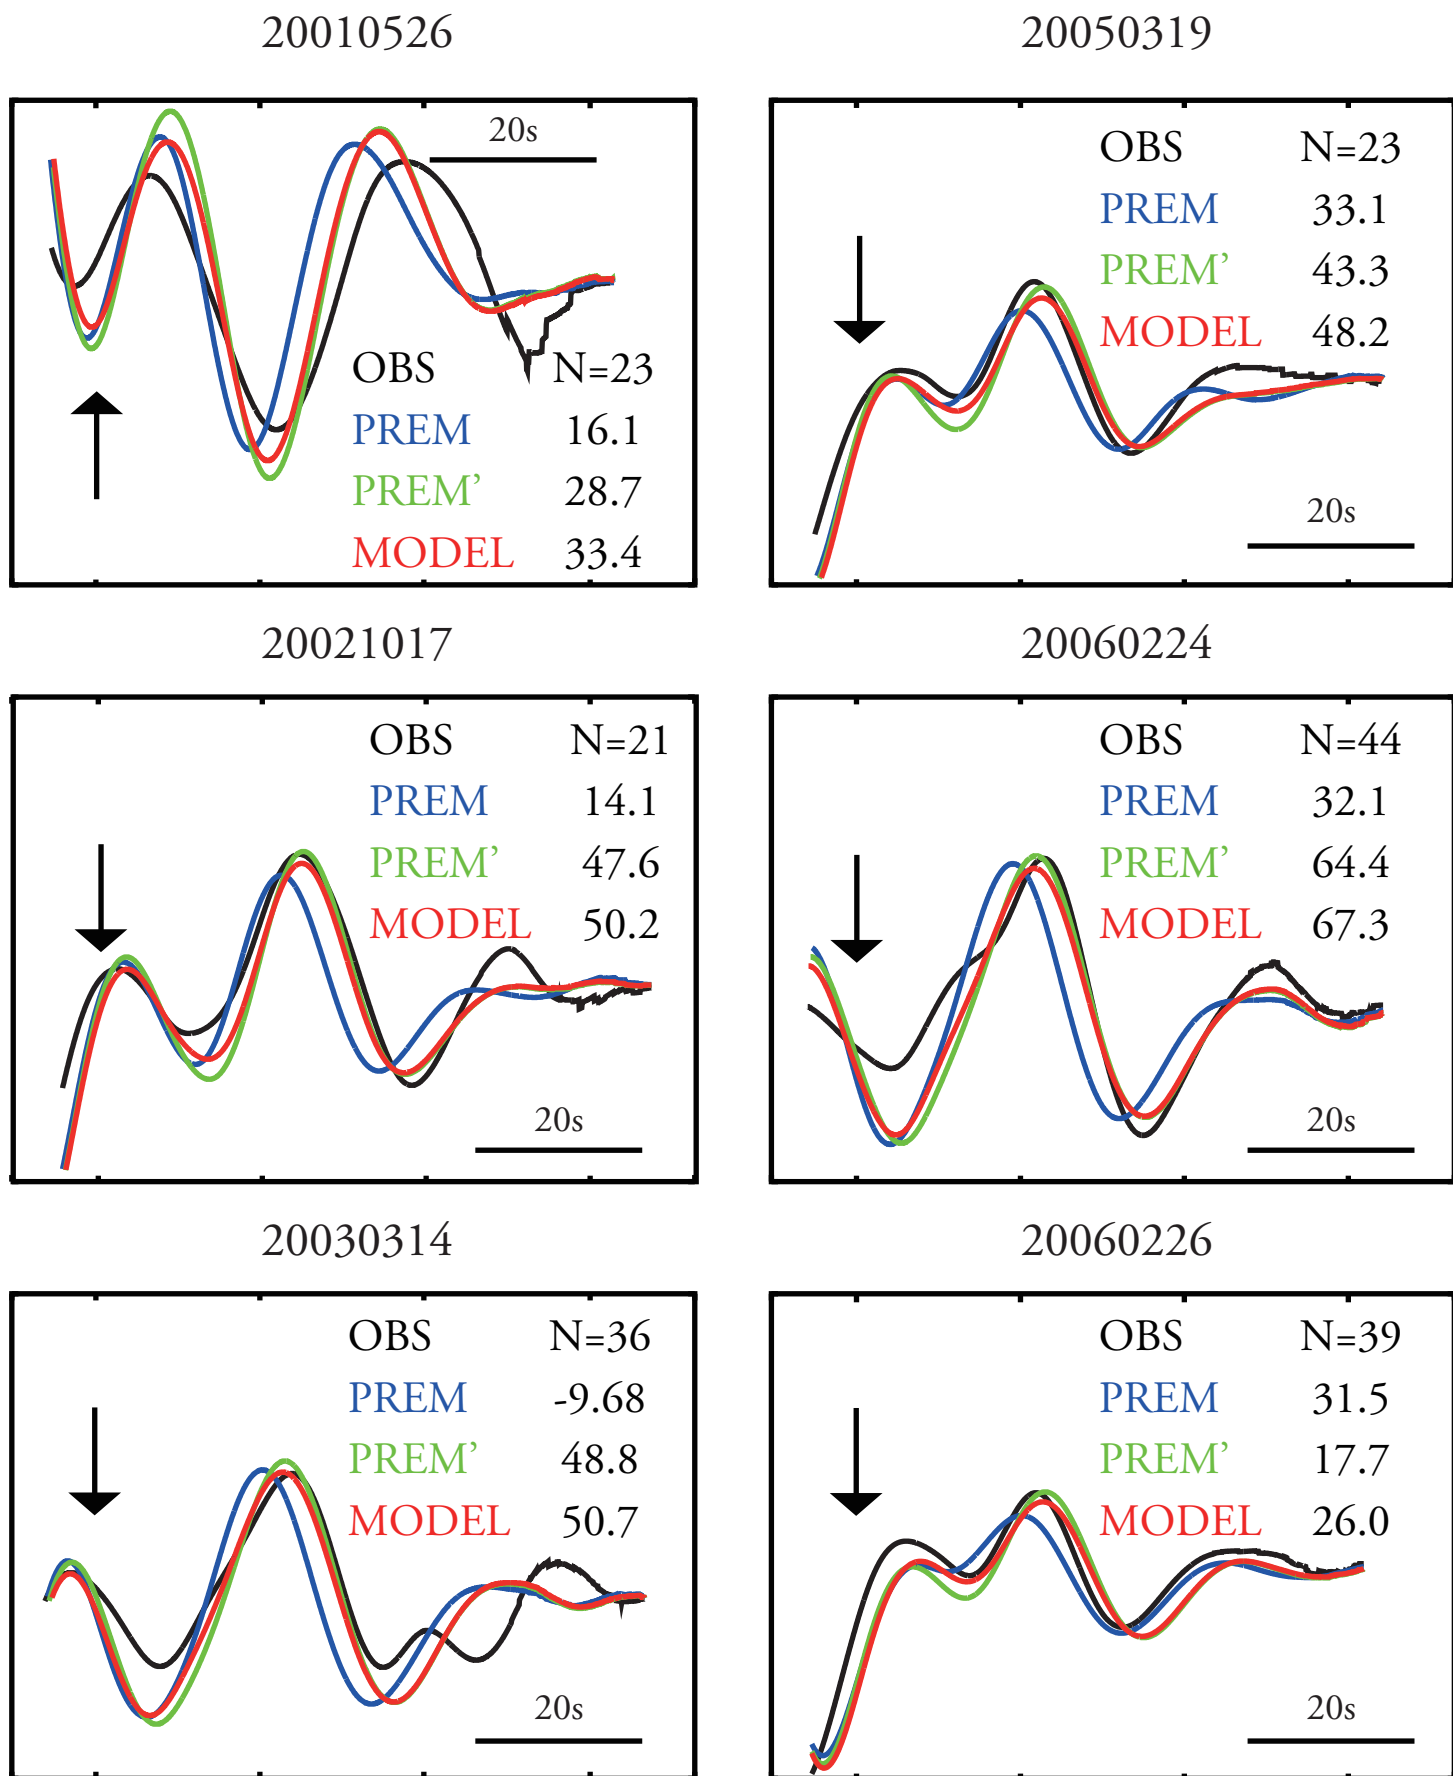 20010526
20s
OBS N=23
PREM 16.1
PREM' 28.7
MODEL 33.4
20050319
OBS N=23
PREM 33.1
PREM' 43.3
MODEL 48.2
20s
20021017
OBS N=21
PREM 14.1
PREM' 47.6
MODEL 50.2
20s
20060224
OBS N=44
PREM 32.1
PREM' 64.4
MODEL 67.3
20s
20030314
OBS N=36
PREM -9.68
PREM' 48.8
MODEL 50.7
20s
20060226
OBS N=39
PREM 31.5
PREM' 17.7
MODEL 26.0
20s